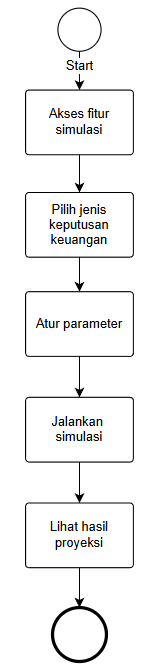 Start
Akses fitur
simulasi
Pilih jenis
keputusan
keuangan
Atur parameter
Jalankan
simulasi
Lihat hasil
proyeksi